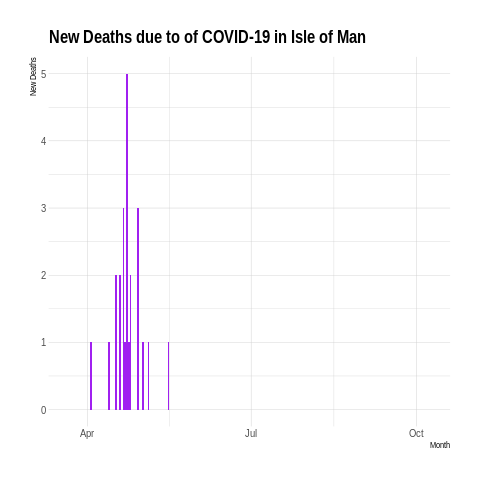 New Deaths due to of COVID-19 in Isle of Man
New Deaths
5
4
3
2
1
0
Apr
Jul
Oct
Month